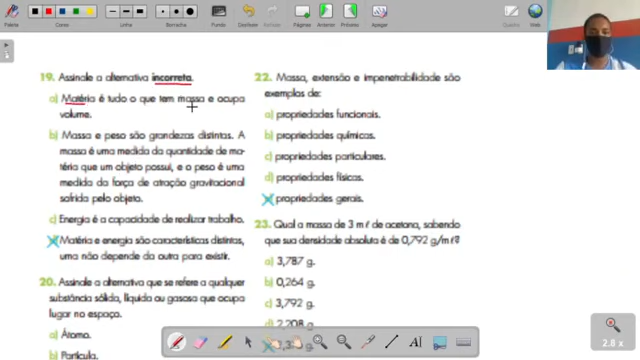 Paleta
Borracha
Fundo
Desfazer
Anterior
Próximo
Apagar
Quadro
Web
19. Assinale a alternativa incorreta.
a) Matéria é tudo o que tem massa e ocupa
volume.
b) Massa e peso são grandezas distintas. A
massa é uma medida da quantidade de ma-
téria que um objeto possui, e o peso é uma
medida da força de atração gravitacional
sofrida pelo objeto.
c) Energia é a capacidade de realizar trabalho.
Matéria e energia são características distintas,
uma não depende da outra para existir.
20. Assinale a alternativa que se refere a qualquer
substância sólida, líquida ou gasosa que ocupa
lugar no espaço.
a) Átomo.
b) Partícula.
22. Massa, extensão e impenetrabilidade são
exemplos de:
a) propriedades funcionais.
b) propriedades químicas.
c) propriedades particulares.
d) propriedades físicas.
propriedades gerais.
23. Qual a massa de 3 mℓ de acetona, sabendo
que sua densidade absoluta é de 0,792 g/mℓ?
a) 3,787 g.
b) 0,264 g.
c) 3,792 g.
d) 2,208 g.
2.8 x